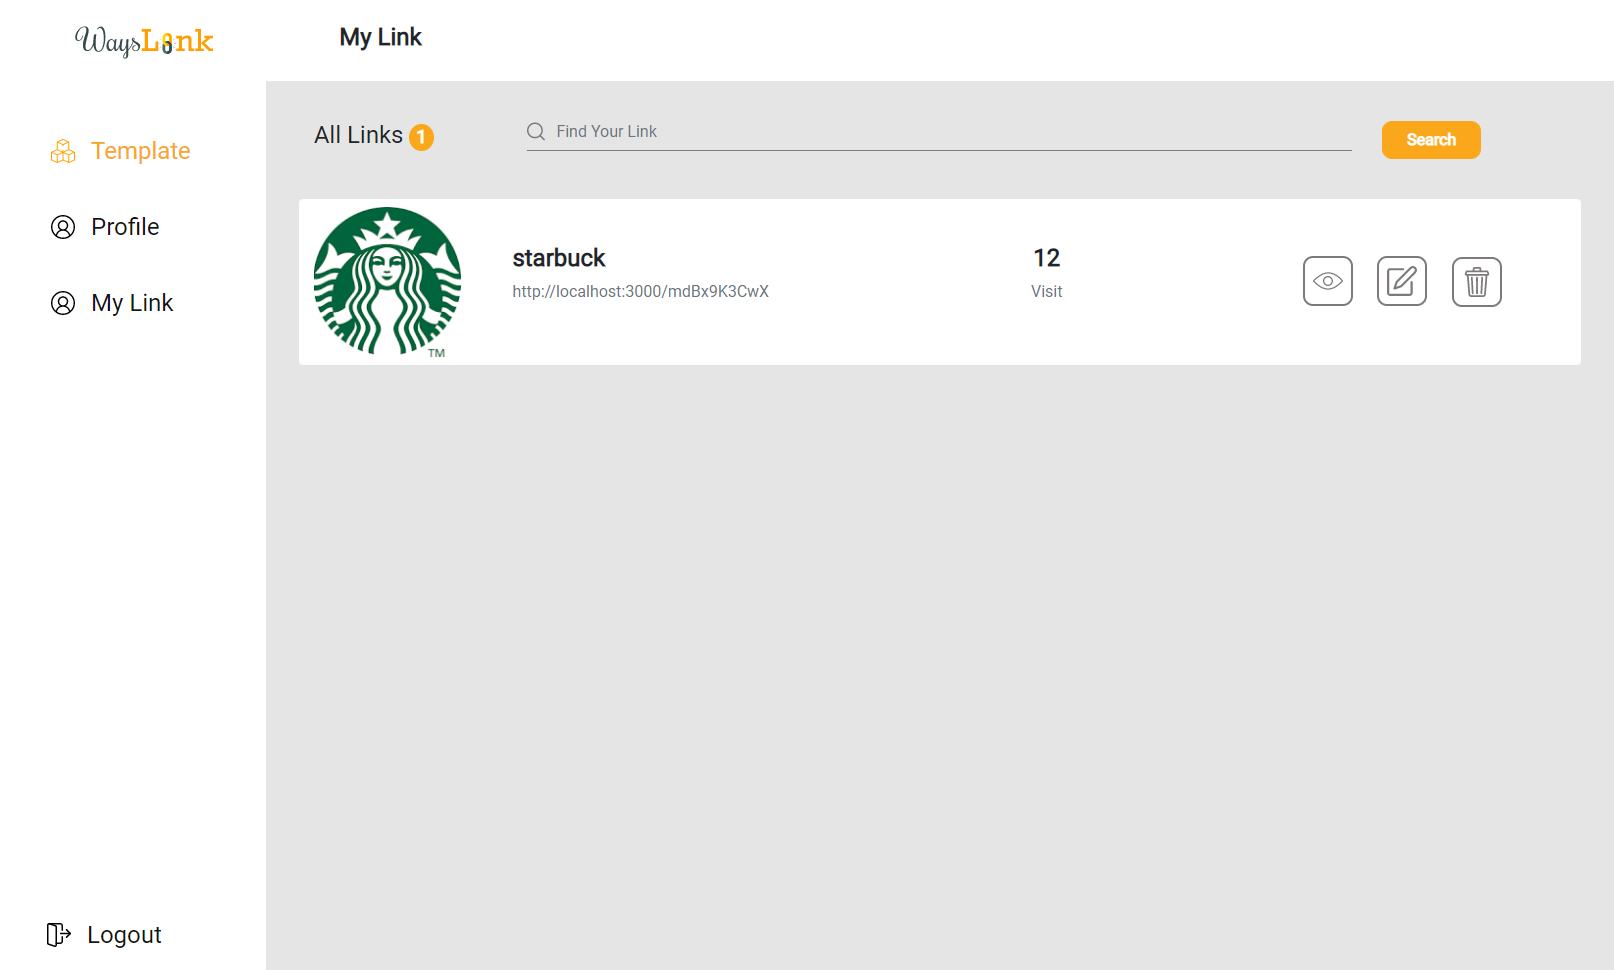 WaysLink
My Link
Template
Profile
My Link
Logout
All Links 1
Find Your Link
Search
starbuck
http://localhost:3000/mdBx9K3CwX
12
Visit
TM